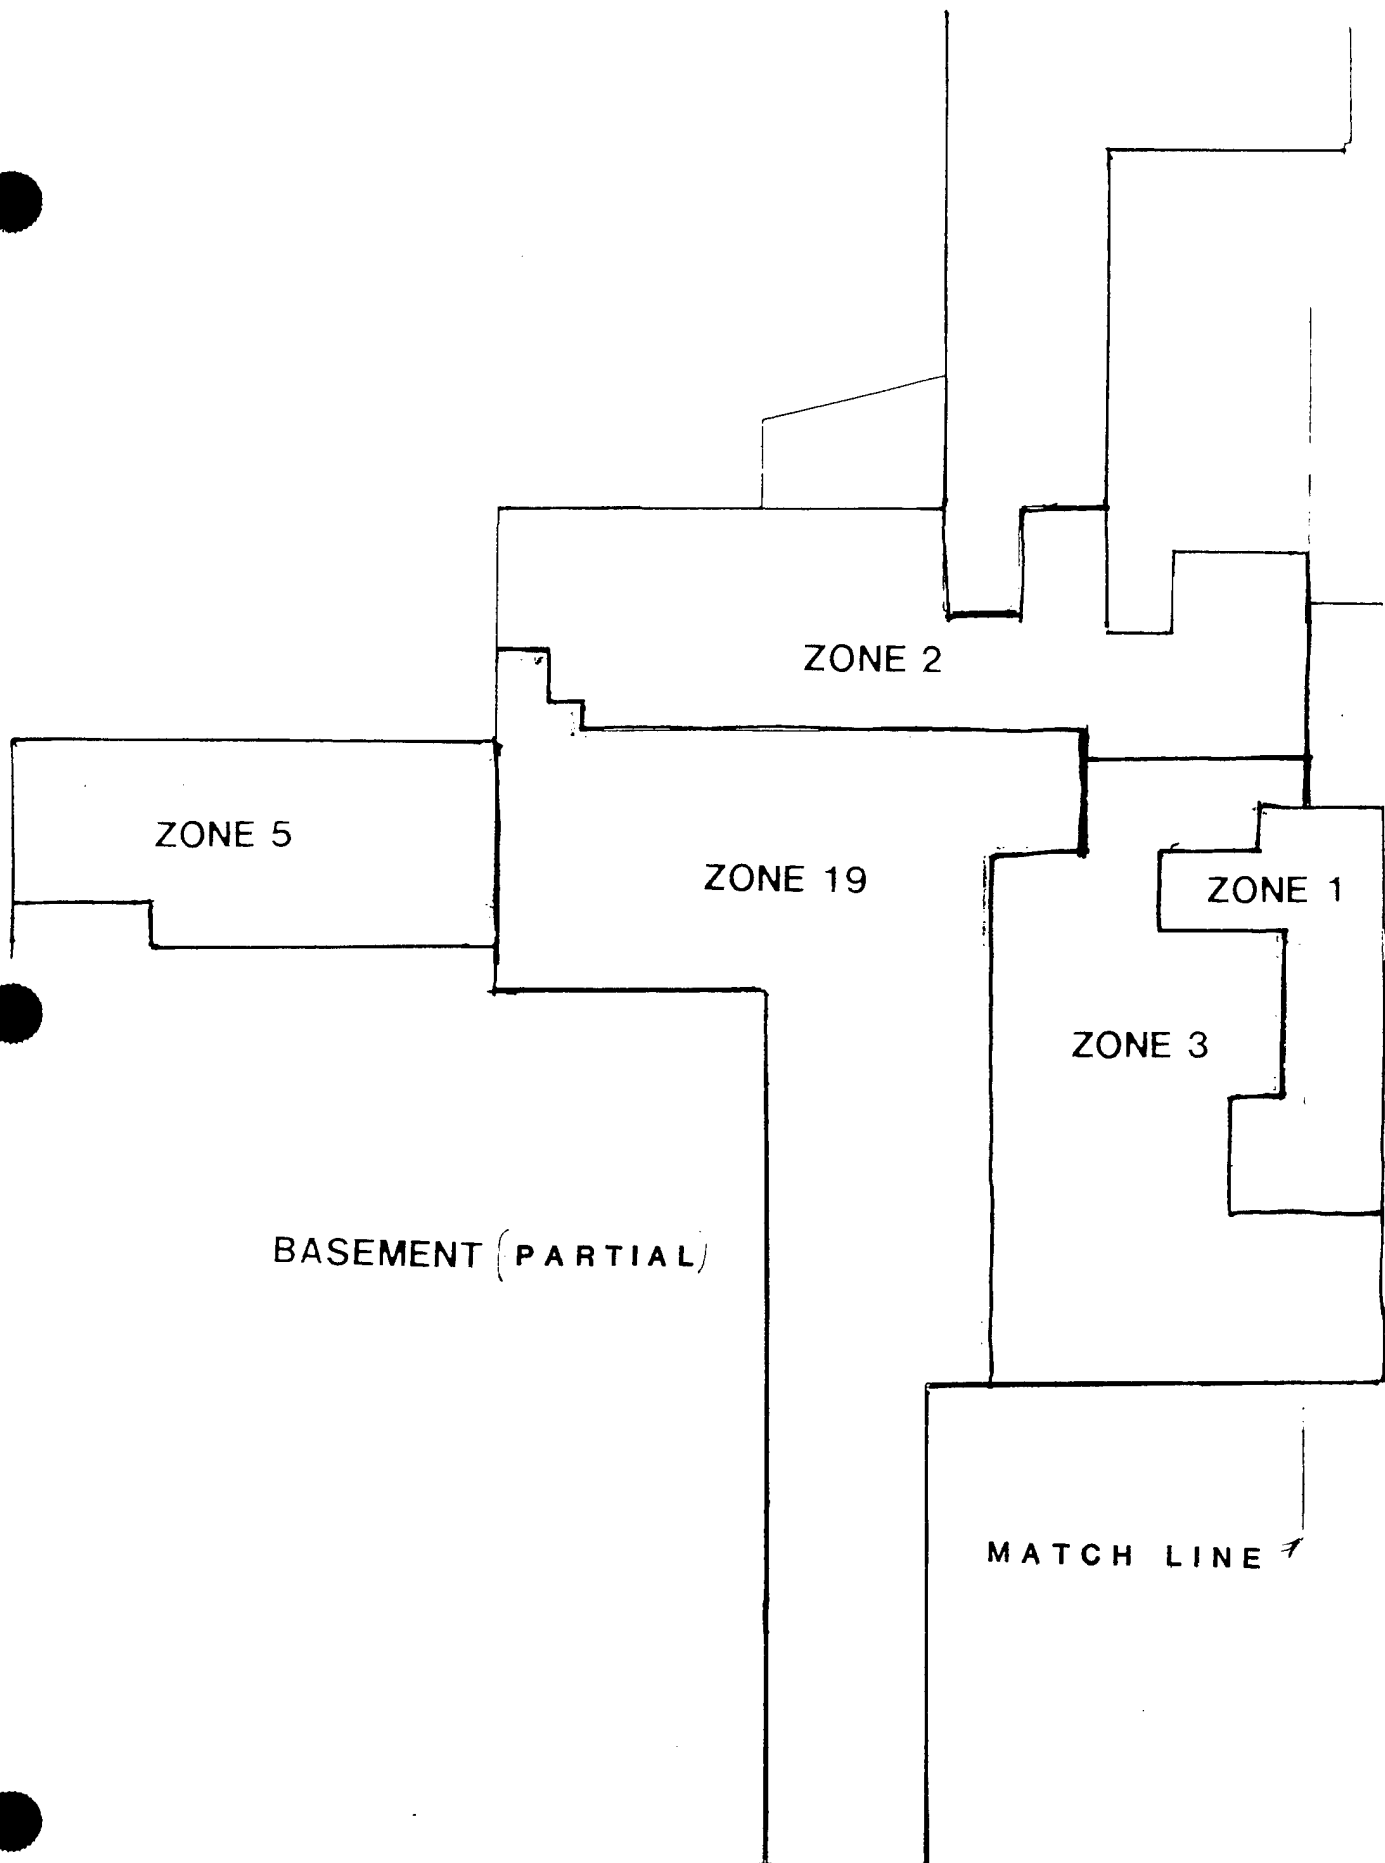 ZONE 2
ZONE 5
ZONE 19
ZONE 1
ZONE 3
BASEMENT (PARTIAL)
MATCH LINE